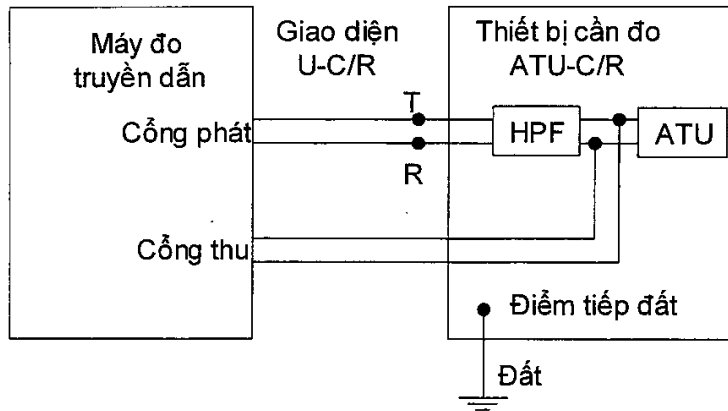 Máy đo
truyền dẫn
Giao diện
U-C/R
Thiết bị cần đo
ATU-C/R
T
Cổng phát
R
HPF
ATU
Cổng thu
Điểm tiếp đất
Đất